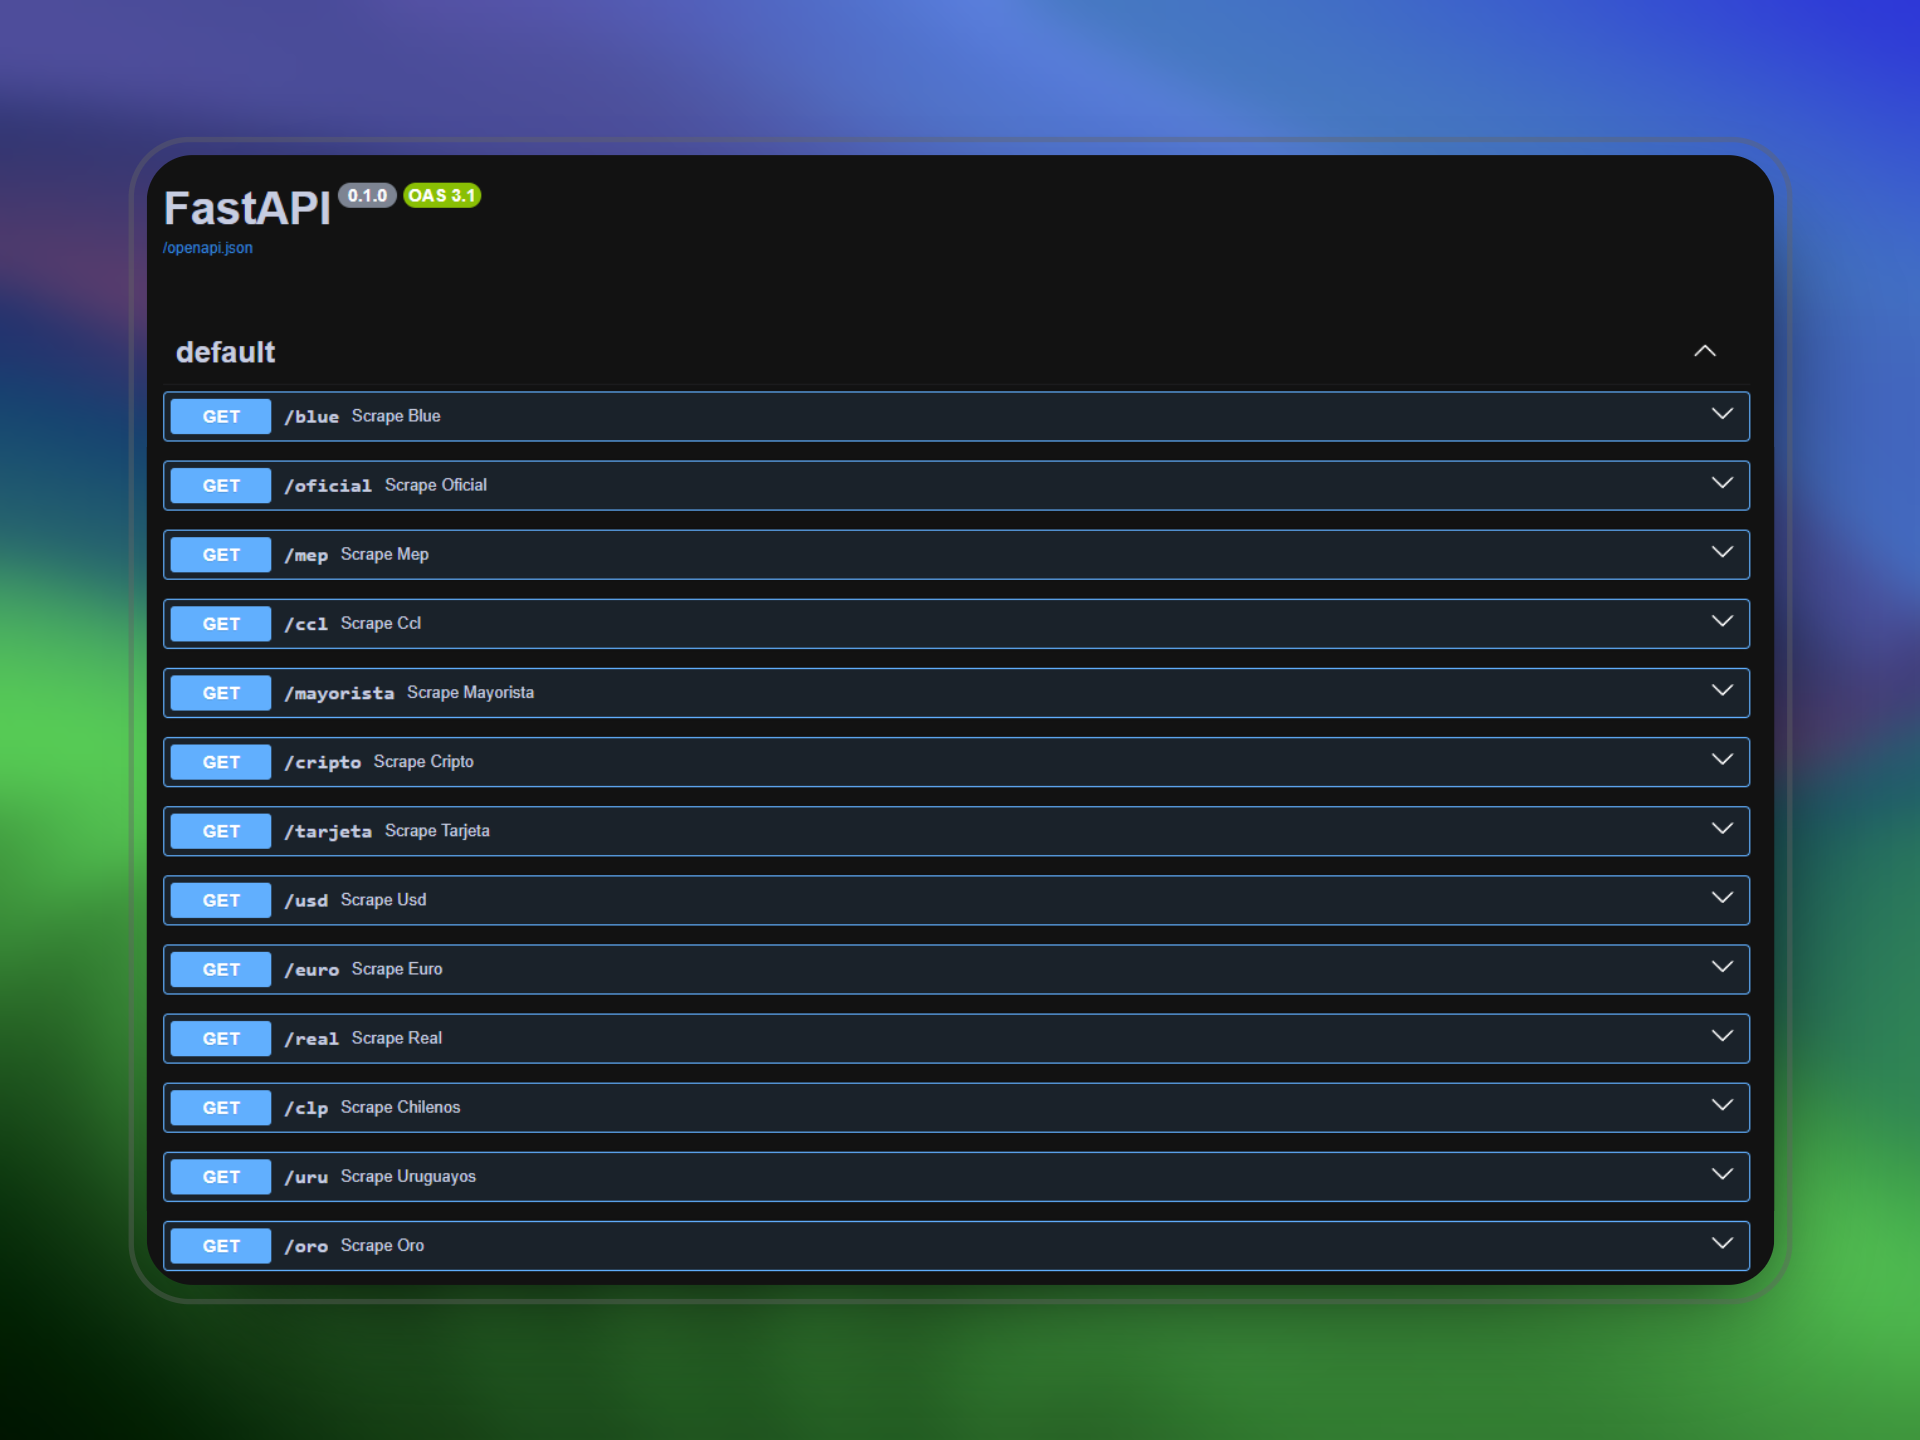 FastAPI 0.1.0 OAS 3.1
/openapi.json
default
GET /blue Scrape Blue
GET /oficial Scrape Oficial
GET /mep Scrape Mep
GET /ccl Scrape Ccl
GET /mayorista Scrape Mayorista
GET /cripto Scrape Cripto
GET /tarjeta Scrape Tarjeta
GET /usd Scrape Usd
GET /euro Scrape Euro
GET /real Scrape Real
GET /clp Scrape Chilenos
GET /uru Scrape Uruguayos
GET /oro Scrape Oro